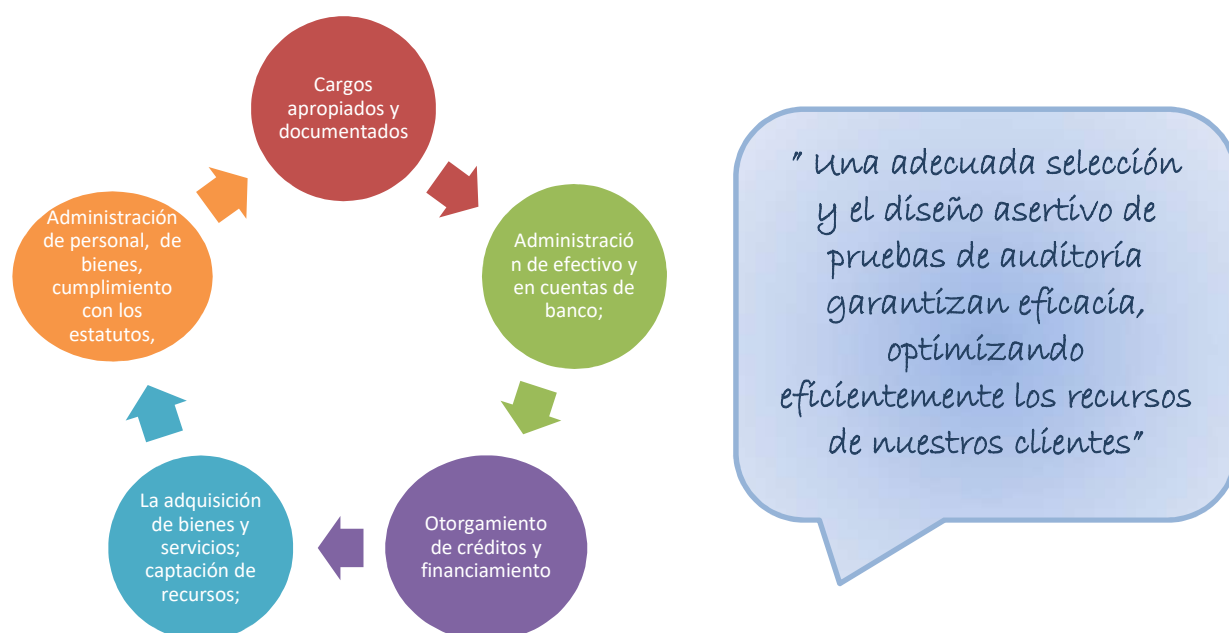 Cargos
apropiados y
documentados
Administració
n de efectivo y
en cuentas de
banco;
Otorgamiento
de créditos y
financiamiento
La adquisición
de bienes y
servicios;
captación de
recursos;
Administración
de personal, de
bienes,
cumplimiento
con los
estatutos,
" Una adecuada selección
y el diseño asertivo de
pruebas de auditoría
garantizan eficacia,
optimizando
eficientemente los recursos
de nuestros clientes"